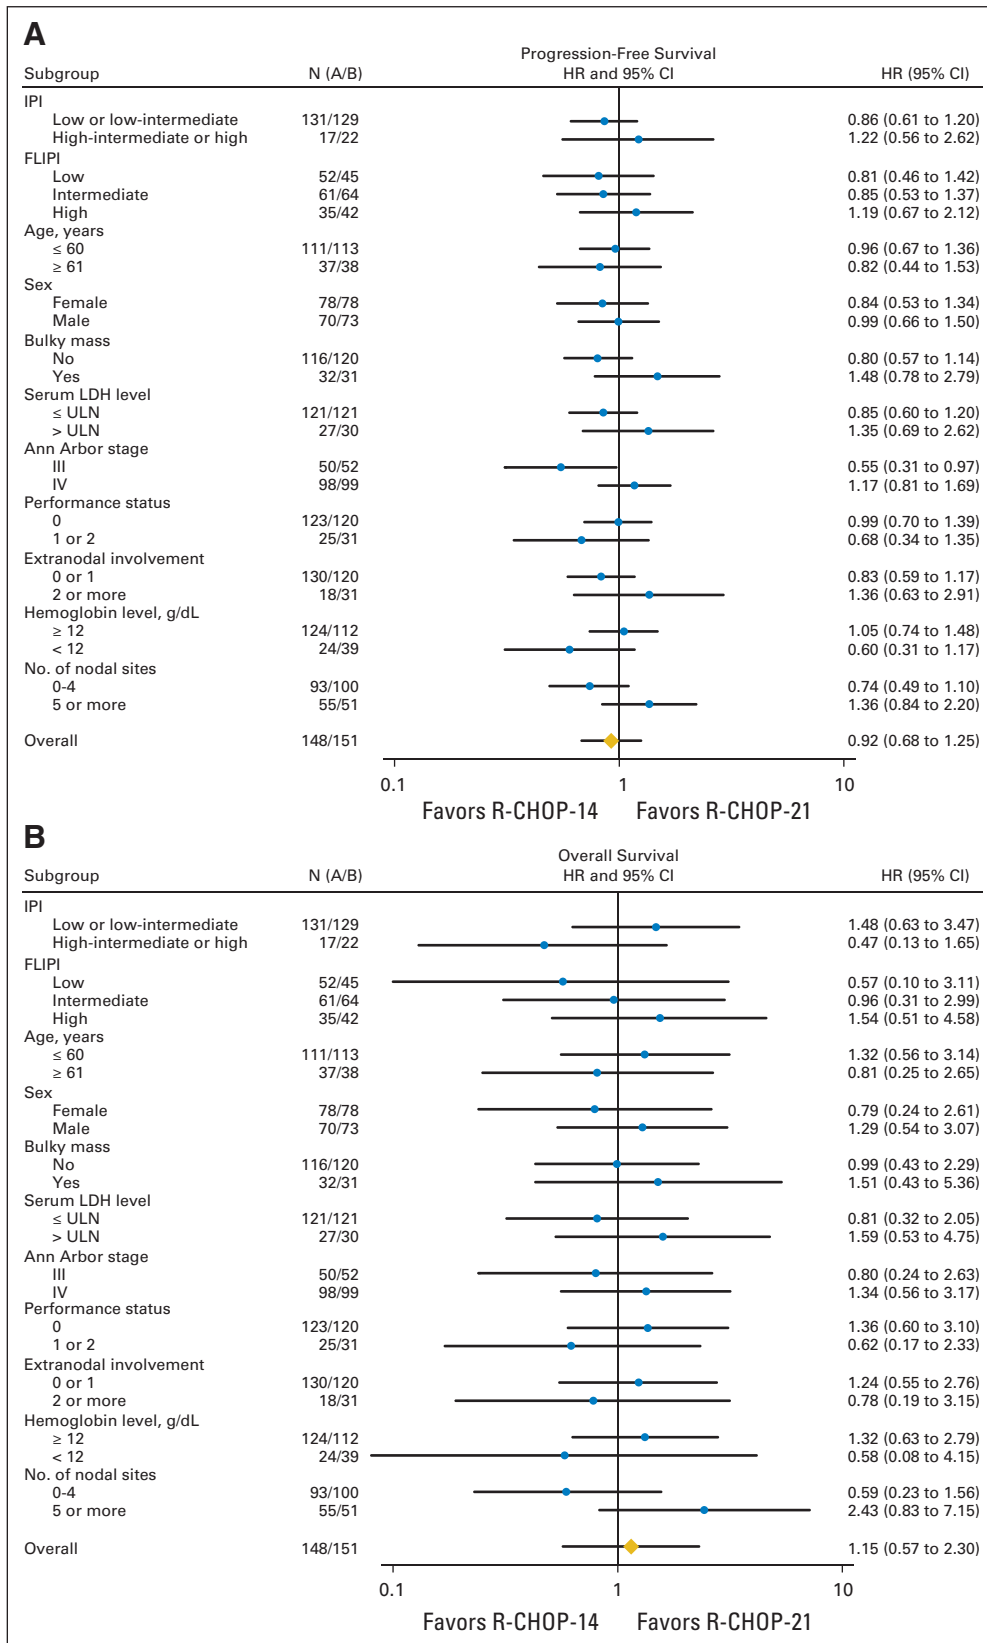 A
Progression-Free Survival
Subgroup N (A/B) HR and 95% CI HR (95% CI)
IPI
Low or low-intermediate 131/129 0.86 (0.61 to 1.20)
High-intermediate or high 17/22 1.22 (0.56 to 2.62)
FLIPI
Low 52/45 0.81 (0.46 to 1.42)
Intermediate 61/64 0.85 (0.53 to 1.37)
High 35/42 1.19 (0.67 to 2.12)
Age, years
≤ 60 111/113 0.96 (0.67 to 1.36)
≥ 61 37/38 0.82 (0.44 to 1.53)
Sex
Female 78/78 0.84 (0.53 to 1.34)
Male 70/73 0.99 (0.66 to 1.50)
Bulky mass
No 116/120 0.80 (0.57 to 1.14)
Yes 32/31 1.48 (0.78 to 2.79)
Serum LDH level
≤ ULN 121/121 0.85 (0.60 to 1.20)
> ULN 27/30 1.35 (0.69 to 2.62)
Ann Arbor stage
III 50/52 0.55 (0.31 to 0.97)
IV 98/99 1.17 (0.81 to 1.69)
Performance status
0 123/120 0.99 (0.70 to 1.39)
1 or 2 25/31 0.68 (0.34 to 1.35)
Extranodal involvement
0 or 1 130/120 0.83 (0.59 to 1.17)
2 or more 18/31 1.36 (0.63 to 2.91)
Hemoglobin level, g/dL
≥ 12 124/112 1.05 (0.74 to 1.48)
< 12 24/39 0.60 (0.31 to 1.17)
No. of nodal sites
0-4 93/100 0.74 (0.49 to 1.10)
5 or more 55/51 1.36 (0.84 to 2.20)
Overall 148/151 0.92 (0.68 to 1.25)
0.1 1 10
Favors R-CHOP-14 Favors R-CHOP-21
B
Overall Survival
Subgroup N (A/B) HR and 95% CI HR (95% CI)
IPI
Low or low-intermediate 131/129 1.48 (0.63 to 3.47)
High-intermediate or high 17/22 0.47 (0.13 to 1.65)
FLIPI
Low 52/45 0.57 (0.10 to 3.11)
Intermediate 61/64 0.96 (0.31 to 2.99)
High 35/42 1.54 (0.51 to 4.58)
Age, years
≤ 60 111/113 1.32 (0.56 to 3.14)
≥ 61 37/38 0.81 (0.25 to 2.65)
Sex
Female 78/78 0.79 (0.24 to 2.61)
Male 70/73 1.29 (0.54 to 3.07)
Bulky mass
No 116/120 0.99 (0.43 to 2.29)
Yes 32/31 1.51 (0.43 to 5.36)
Serum LDH level
≤ ULN 121/121 0.81 (0.32 to 2.05)
> ULN 27/30 1.59 (0.53 to 4.75)
Ann Arbor stage
III 50/52 0.80 (0.24 to 2.63)
IV 98/99 1.34 (0.56 to 3.17)
Performance status
0 123/120 1.36 (0.60 to 3.10)
1 or 2 25/31 0.62 (0.17 to 2.33)
Extranodal involvement
0 or 1 130/120 1.24 (0.55 to 2.76)
2 or more 18/31 0.78 (0.19 to 3.15)
Hemoglobin level, g/dL
≥ 12 124/112 1.32 (0.63 to 2.79)
< 12 24/39 0.58 (0.08 to 4.15)
No. of nodal sites
0-4 93/100 0.59 (0.23 to 1.56)
5 or more 55/51 2.43 (0.83 to 7.15)
Overall 148/151 1.15 (0.57 to 2.30)
0.1 1 10
Favors R-CHOP-14 Favors R-CHOP-21